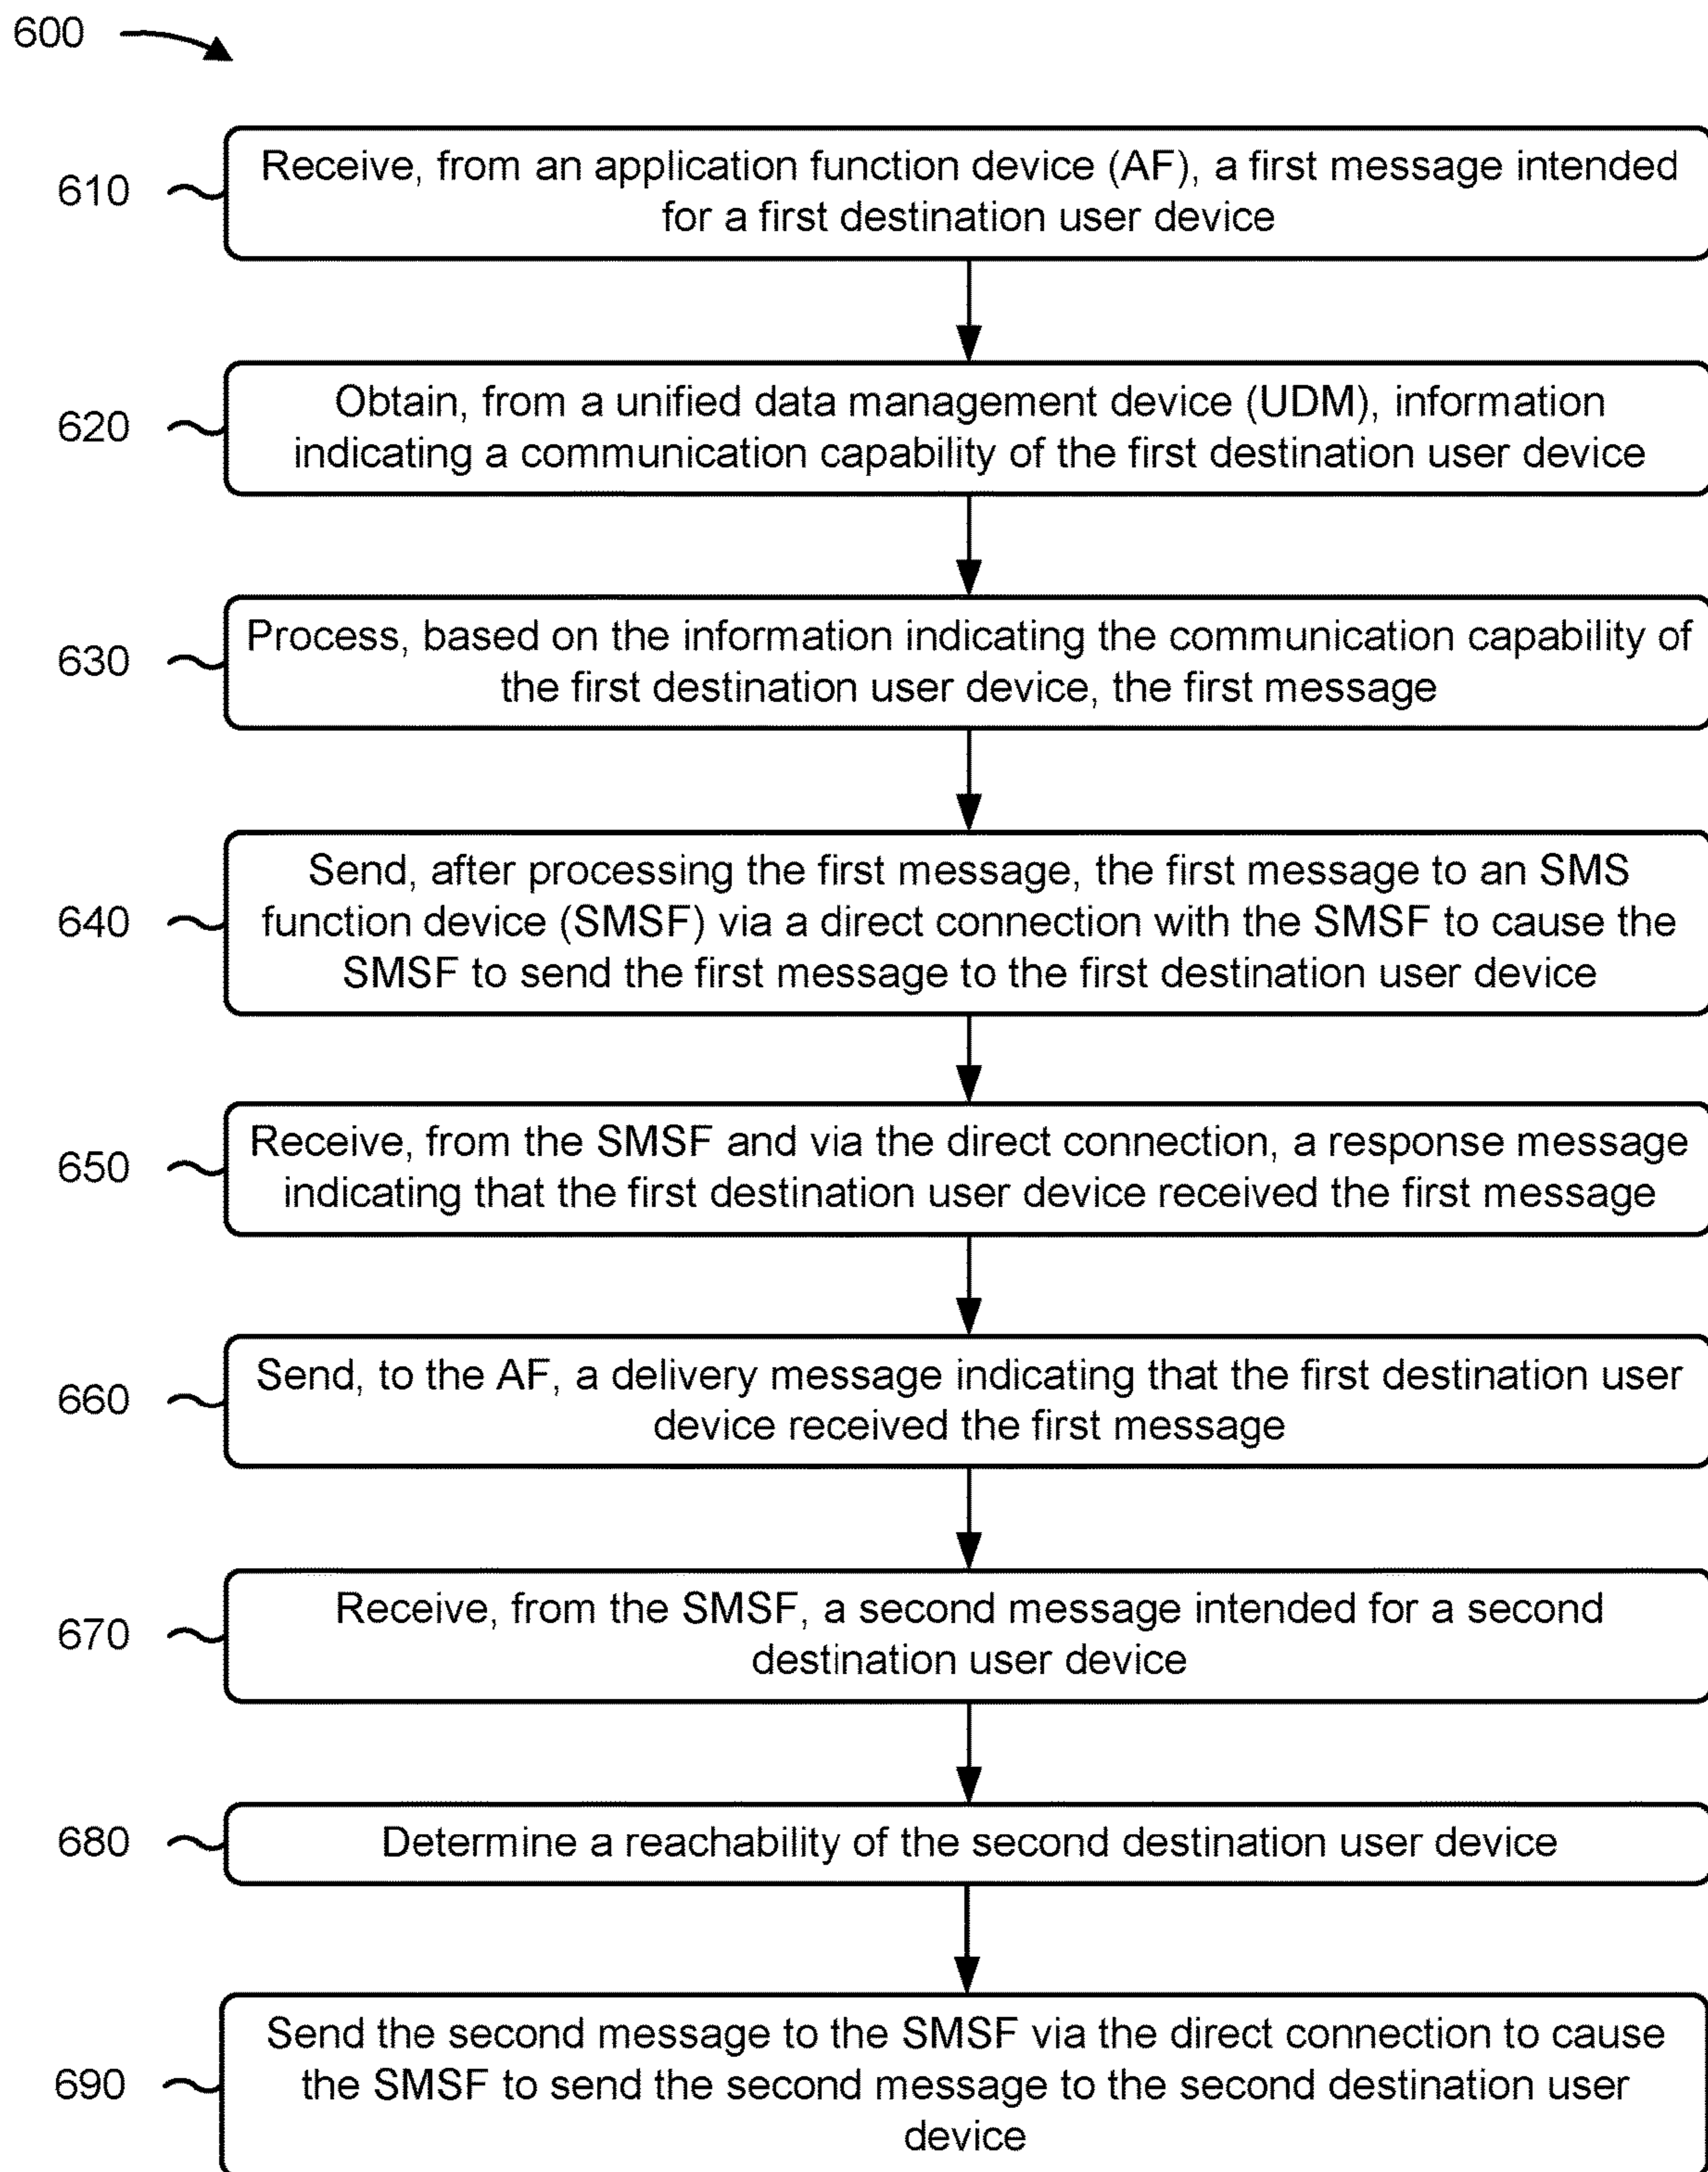 600
610
Receive, from an application function device (AF), a first message intended
for a first destination user device
620
Obtain, from a unified data management device (UDM), information
indicating a communication capability of the first destination user device
630
Process, based on the information indicating the communication capability of
the first destination user device, the first message
640
Send, after processing the first message, the first message to an SMS
function device (SMSF) via a direct connection with the SMSF to cause the
SMSF to send the first message to the first destination user device
650
Receive, from the SMSF and via the direct connection, a response message
indicating that the first destination user device received the first message
660
Send, to the AF, a delivery message indicating that the first destination user
device received the first message
670
Receive, from the SMSF, a second message intended for a second
destination user device
680
Determine a reachability of the second destination user device
690
Send the second message to the SMSF via the direct connection to cause
the SMSF to send the second message to the second destination user
device